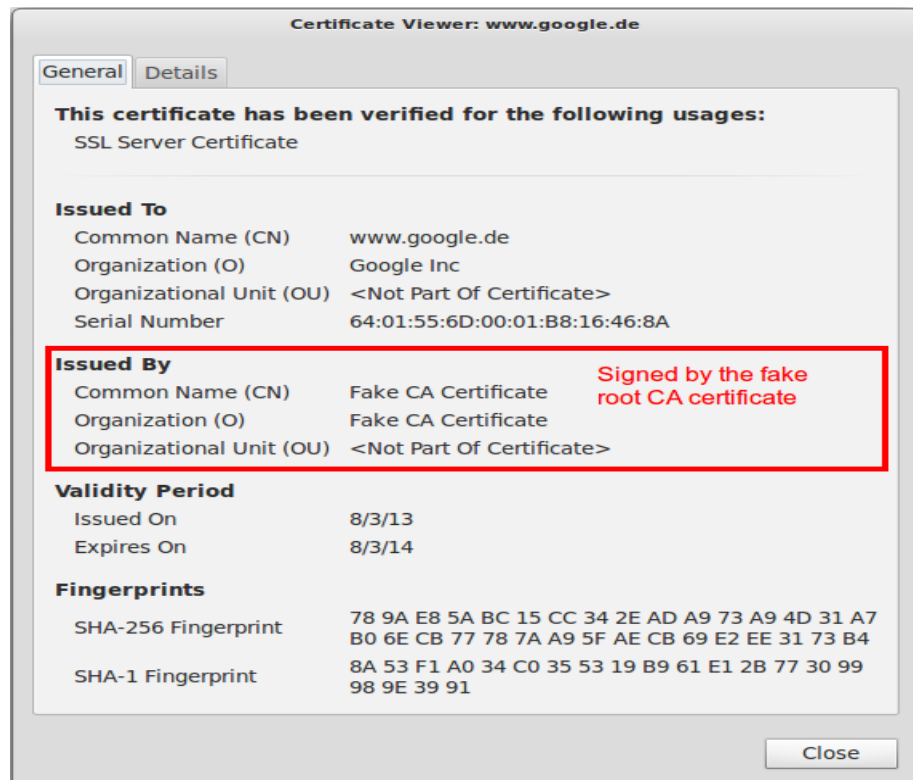 Certificate Viewer: www.google.de
General Details
This certificate has been verified for the following usages:
SSL Server Certificate
Issued To
Common Name (CN) www.google.de
Organization (O) Google Inc
Organizational Unit (OU) <Not Part Of Certificate>
Serial Number 64:01:55:6D:00:01:B8:16:46:8A
Issued By
Common Name (CN) Fake CA Certificate
Organization (O) Fake CA Certificate
Organizational Unit (OU) <Not Part Of Certificate>
Signed by the fake
root CA certificate
Validity Period
Issued On 8/3/13
Expires On 8/3/14
Fingerprints
SHA-256 Fingerprint 78 9A E8 5A BC 15 CC 34 2E AD A9 73 A9 4D 31 A7
B0 6E CB 77 78 7A A9 5F AE CB 69 E2 EE 31 73 B4
SHA-1 Fingerprint 8A 53 F1 A0 34 C0 35 53 19 B9 61 E1 2B 77 30 99
98 9E 39 91
Close